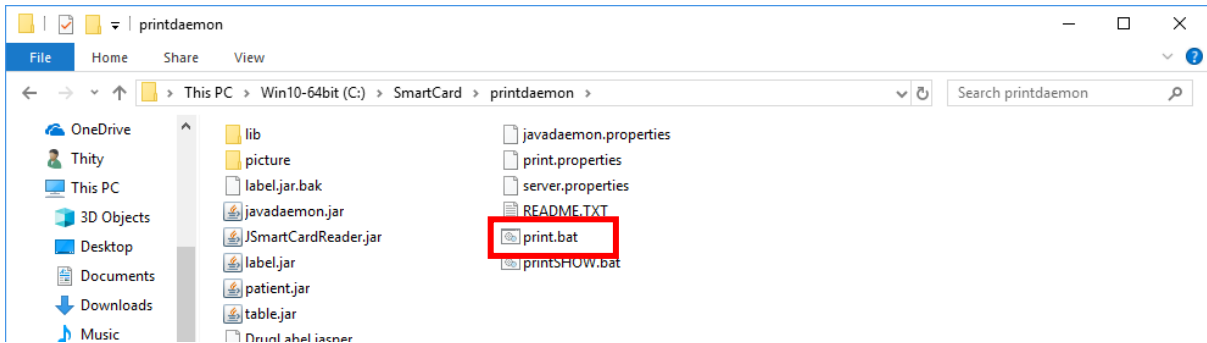 printdaemon
File Home Share View
This PC > Win10-64bit (C:) > SmartCard > printdaemon >
Search printdaemon
OneDrive
Thity
This PC
3D Objects
Desktop
Documents
Downloads
Music
lib
picture
label.jar.bak
javadaemon.jar
JSmartCardReader.jar
label.jar
patient.jar
table.jar
DrugLabel.jasper
javadaemon.properties
print.properties
server.properties
README.TXT
print.bat
printSHOW.bat